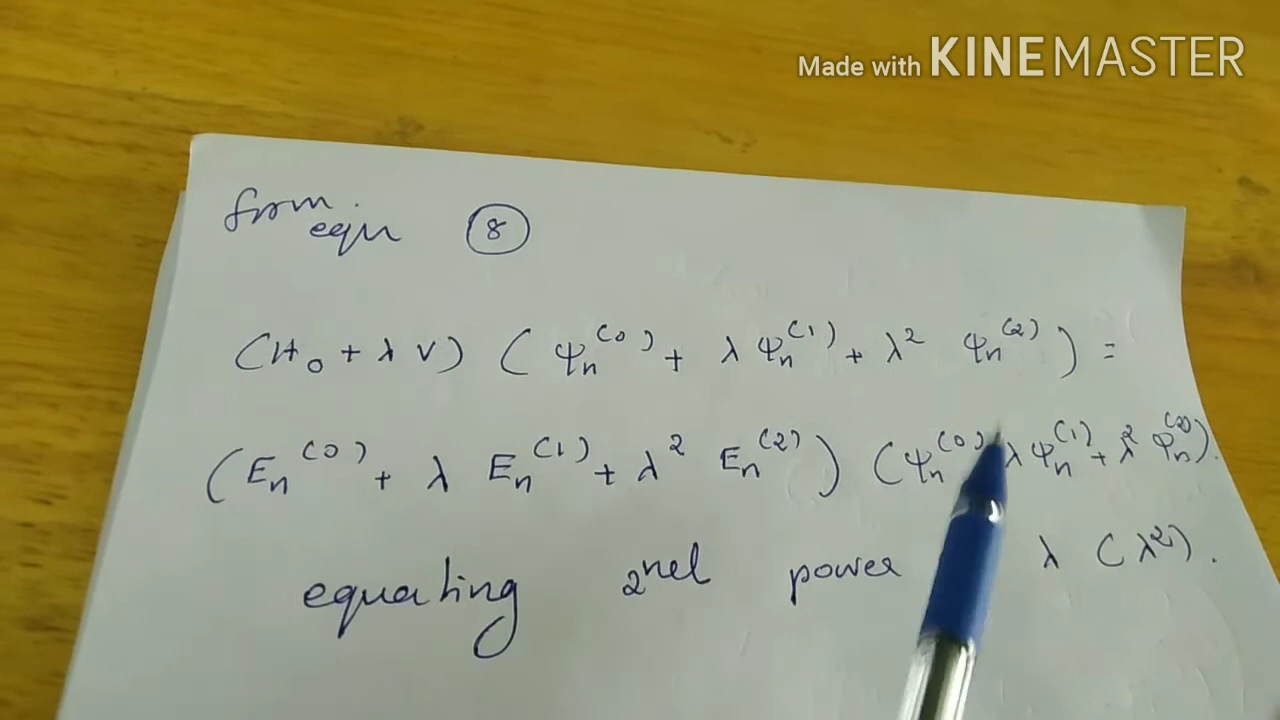 Made with KINEMASTER
from equn 8
(H₀ + λ V) ( ψn⁽⁰⁾ + λ ψn⁽¹⁾ + λ² ψn⁽²⁾ ) =
(En⁽⁰⁾ + λ En⁽¹⁾ + λ² En⁽²⁾) (ψn⁽⁰⁾ λ ψn⁽¹⁾ + λ² ψn⁽²⁾).
equating 2nd power λ (λ²).